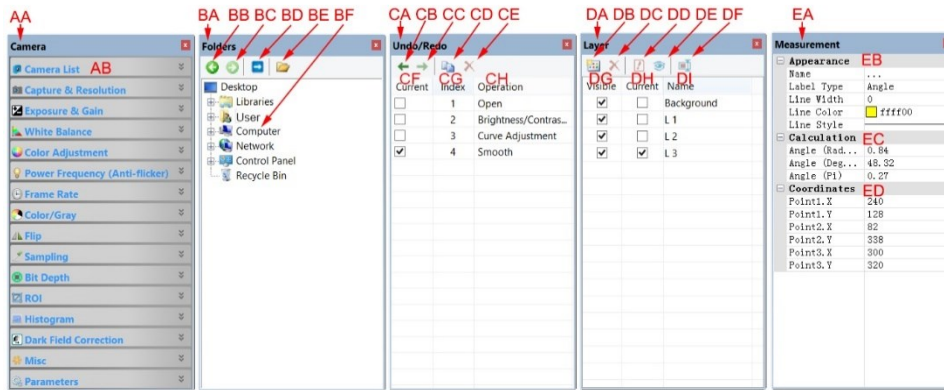 AA
BA BB BC BD BE BF
CA CB CC CD CE
DA DB DC DD DE DF
EA
Camera
AB
Camera List
Capture & Resolution
Exposure & Gain
White Balance
Color Adjustment
Power Frequency (Anti-flicker)
Frame Rate
Color/Gray
Flip
Sampling
Bit Depth
ROI
Histogram
Dark Field Correction
Misc
Parameters
Folders
Desktop
Libraries
User
Computer
Network
Control Panel
Recycle Bin
Undo/Redo
CF CG CH
Current Index Operation
1 Open
2 Brightness/Contras...
3 Curve Adjustment
4 Smooth
Layer
DG DH DI
Visible Current Name
Background
L 1
L 2
L 3
Measurement
Appearance EB
Name ...
Label Type Angle
Line Width 0
Line Color ffff00
Line Style
Calculation EC
Angle (Rad... 0.84
Angle (Deg... 48.32
Angle (Pi) 0.27
Coordinates ED
Point1.X 240
Point1.Y 128
Point2.X 82
Point2.Y 338
Point3.X 300
Point3.Y 320